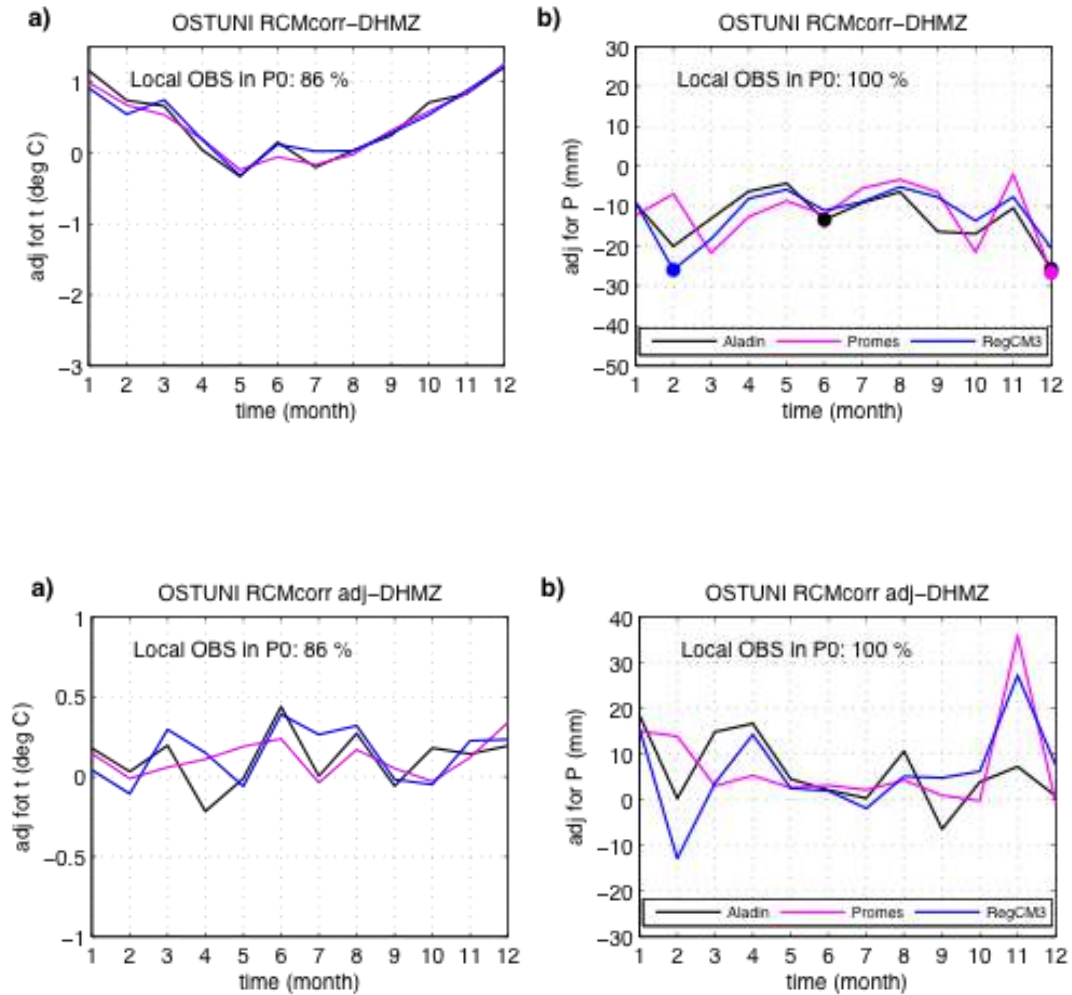 a)
OSTUNI RCMcorr-DHMZ
Local OBS in P0: 86 %
adj fot t (deg C)
1
0
−1
−2
−3
1 2 3 4 5 6 7 8 9 10 11 12
time (month)
b)
OSTUNI RCMcorr-DHMZ
Local OBS in P0: 100 %
adj for P (mm)
30
20
10
0
−10
−20
−30
−40
−50
Aladin Promes RegCM3
1 2 3 4 5 6 7 8 9 10 11 12
time (month)
a)
OSTUNI RCMcorr adj-DHMZ
Local OBS in P0: 86 %
adj fot t (deg C)
1
0.5
0
−0.5
−1
1 2 3 4 5 6 7 8 9 10 11 12
time (month)
b)
OSTUNI RCMcorr adj-DHMZ
Local OBS in P0: 100 %
adj for P (mm)
40
30
20
10
0
−10
−20
−30
Aladin Promes RegCM3
1 2 3 4 5 6 7 8 9 10 11 12
time (month)